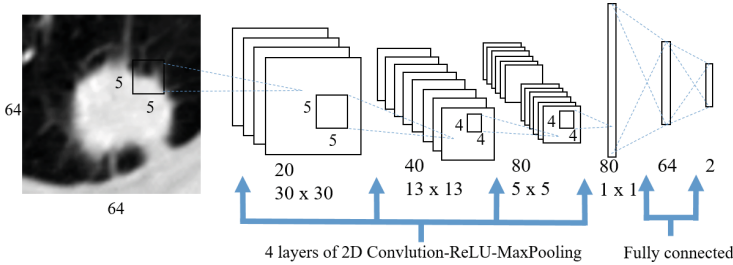 64
64
5
5
5
5
4
4
4
4
20
30 x 30
40
13 x 13
80
5 x 5
80
1 x 1
64
2
4 layers of 2D Convlution-ReLU-MaxPooling
Fully connected